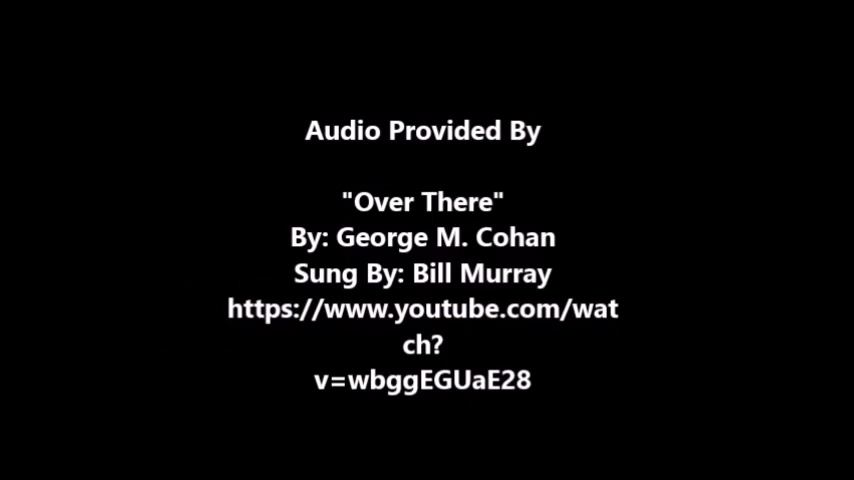 Audio Provided By
"Over There"
By: George M. Cohan
Sung By: Bill Murray
https://www.youtube.com/wat
ch?
v=wbggEGUaE28